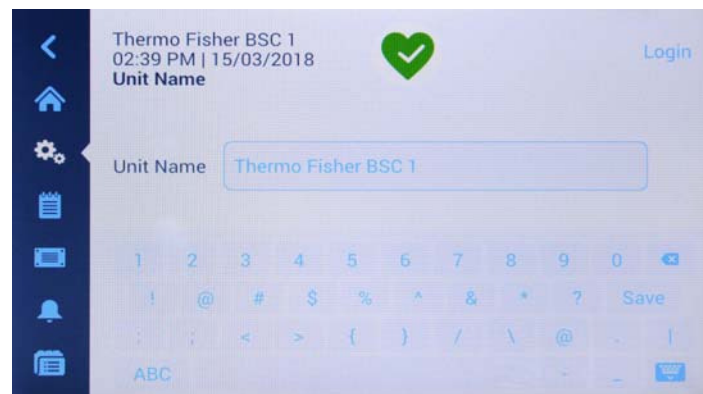 Thermo Fisher BSC 1
02:39 PM | 15/03/2018
Login
Unit Name
Unit Name
Thermo Fisher BSC 1
1 2 3 4 5 6 7 8 9 0
! @ # $ % ^ & * ? Save
: ; < > { } / \ @ . |
ABC - _